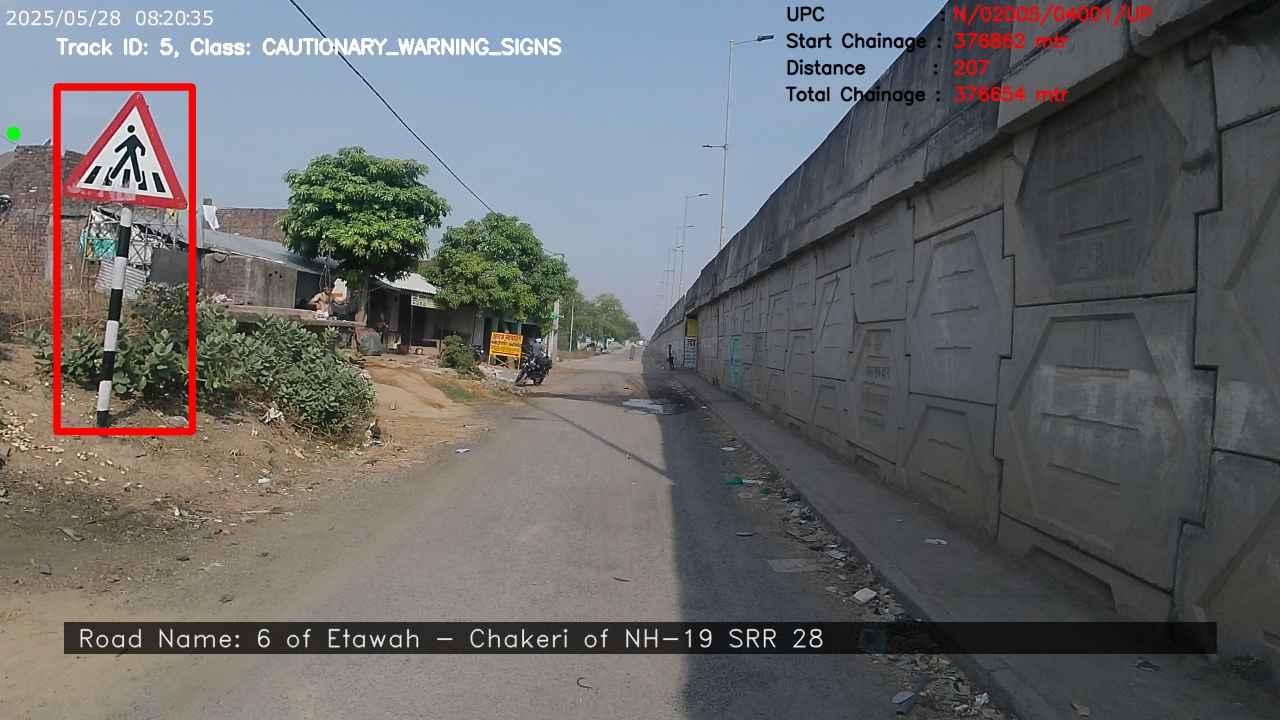 2025/05/28 08:20:35
Track ID: 5, Class: CAUTIONARY_WARNING_SIGNS
UPC : N/02005/04001/UP
Start Chainage : 376862 mtr
Distance : 207
Total Chainage : 376654 mtr
Road Name: 6 of Etawah - Chakeri of NH-19 SRR 28